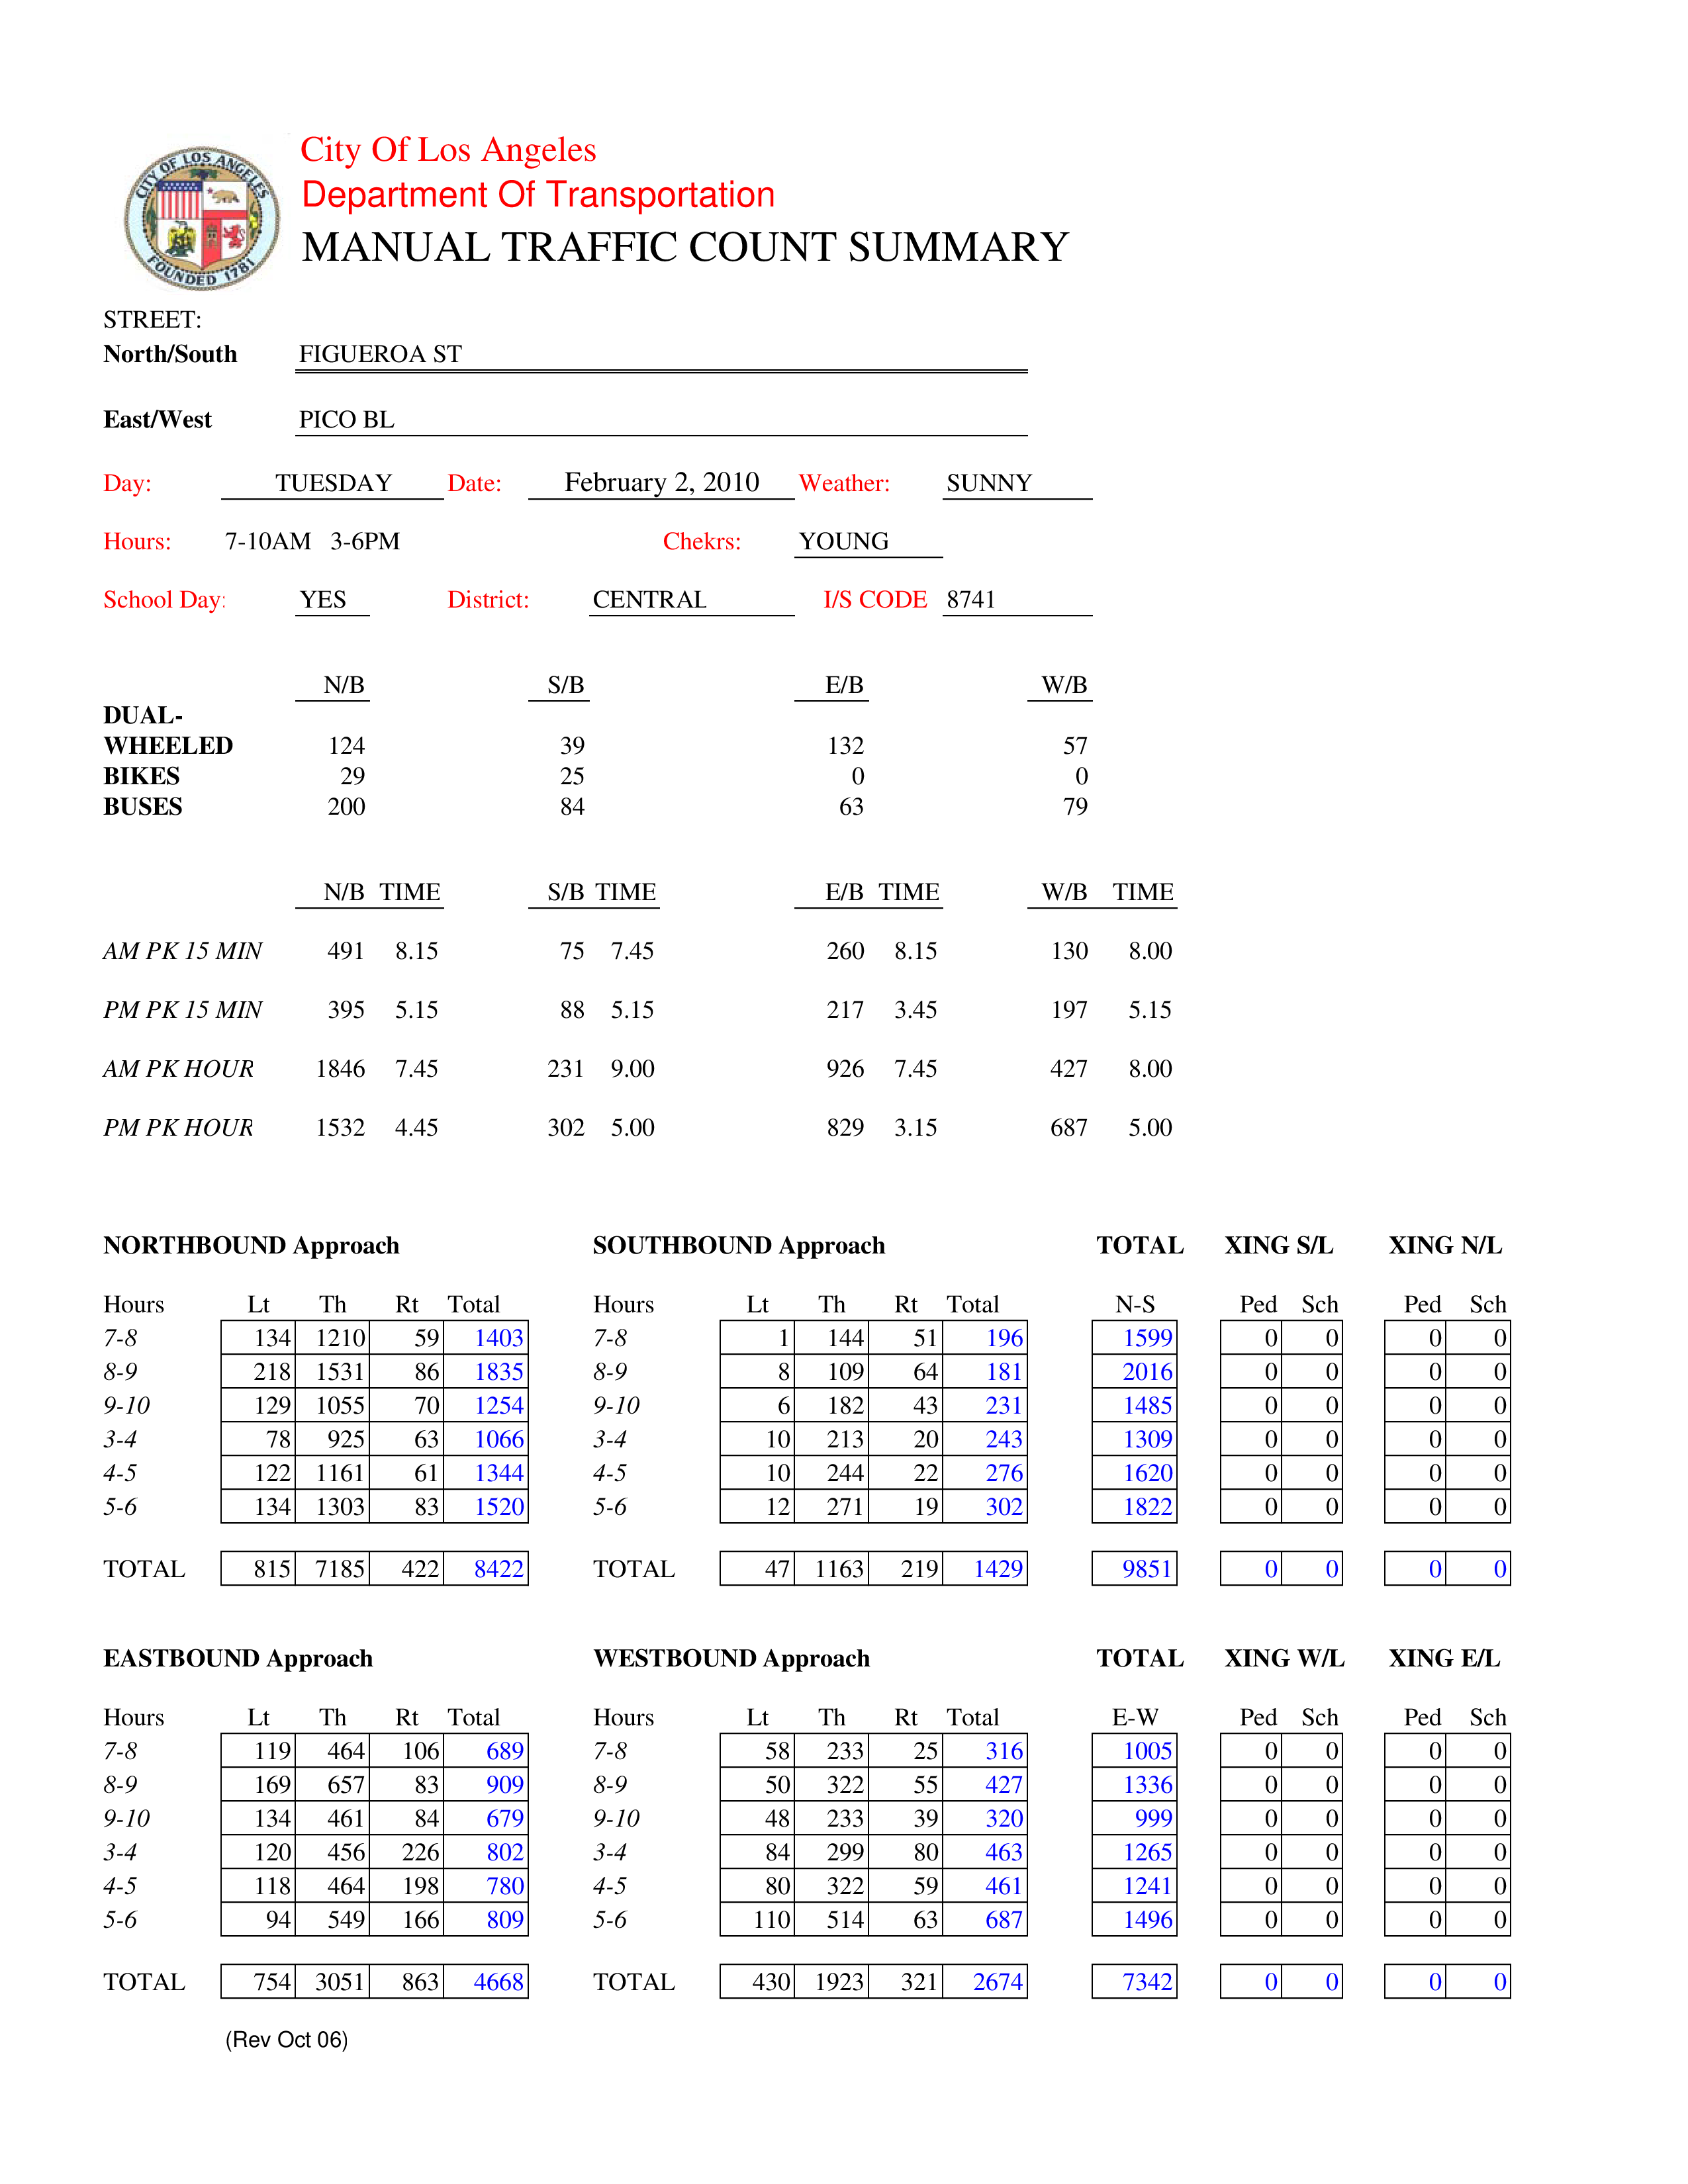 CITY OF LOS ANGELES
FOUNDED 1781
City Of Los Angeles
Department Of Transportation
MANUAL TRAFFIC COUNT SUMMARY
STREET:
North/South FIGUEROA ST
East/West PICO BL
Day: TUESDAY Date: February 2, 2010 Weather: SUNNY
Hours: 7-10AM 3-6PM Chekrs: YOUNG
School Day: YES District: CENTRAL I/S CODE 8741
N/B S/B E/B W/B
DUAL-
WHEELED 124 39 132 57
BIKES 29 25 0 0
BUSES 200 84 63 79
N/B TIME S/B TIME E/B TIME W/B TIME
AM PK 15 MIN 491 8.15 75 7.45 260 8.15 130 8.00
PM PK 15 MIN 395 5.15 88 5.15 217 3.45 197 5.15
AM PK HOUR 1846 7.45 231 9.00 926 7.45 427 8.00
PM PK HOUR 1532 4.45 302 5.00 829 3.15 687 5.00
NORTHBOUND Approach SOUTHBOUND Approach TOTAL XING S/L XING N/L
Hours Lt Th Rt Total Hours Lt Th Rt Total N-S Ped Sch Ped Sch
7-8 134 1210 59 1403 7-8 1 144 51 196 1599 0 0 0 0
8-9 218 1531 86 1835 8-9 8 109 64 181 2016 0 0 0 0
9-10 129 1055 70 1254 9-10 6 182 43 231 1485 0 0 0 0
3-4 78 925 63 1066 3-4 10 213 20 243 1309 0 0 0 0
4-5 122 1161 61 1344 4-5 10 244 22 276 1620 0 0 0 0
5-6 134 1303 83 1520 5-6 12 271 19 302 1822 0 0 0 0
TOTAL 815 7185 422 8422 TOTAL 47 1163 219 1429 9851 0 0 0 0
EASTBOUND Approach WESTBOUND Approach TOTAL XING W/L XING E/L
Hours Lt Th Rt Total Hours Lt Th Rt Total E-W Ped Sch Ped Sch
7-8 119 464 106 689 7-8 58 233 25 316 1005 0 0 0 0
8-9 169 657 83 909 8-9 50 322 55 427 1336 0 0 0 0
9-10 134 461 84 679 9-10 48 233 39 320 999 0 0 0 0
3-4 120 456 226 802 3-4 84 299 80 463 1265 0 0 0 0
4-5 118 464 198 780 4-5 80 322 59 461 1241 0 0 0 0
5-6 94 549 166 809 5-6 110 514 63 687 1496 0 0 0 0
TOTAL 754 3051 863 4668 TOTAL 430 1923 321 2674 7342 0 0 0 0
(Rev Oct 06)